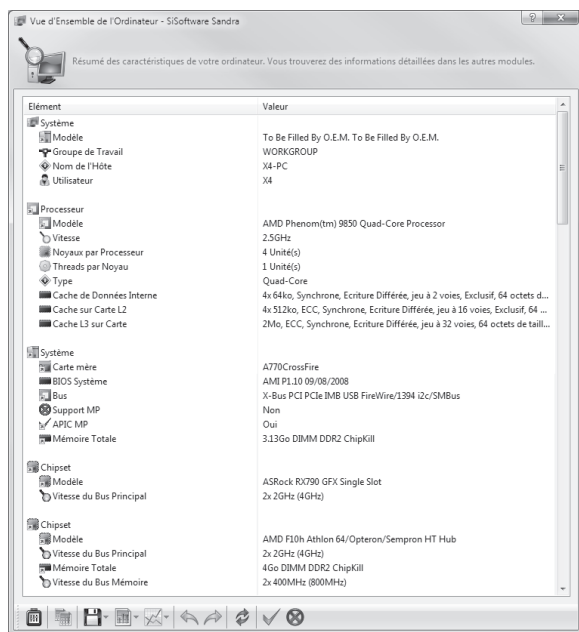 Vue d'Ensemble de l'Ordinateur - SiSoftware Sandra
Résumé des caractéristiques de votre ordinateur. Vous trouverez des informations détaillées dans les autres modules.
Elément Valeur
Système
Modèle To Be Filled By O.E.M. To Be Filled By O.E.M.
Groupe de Travail WORKGROUP
Nom de l'Hôte X4-PC
Utilisateur X4
Processeur
Modèle AMD Phenom(tm) 9850 Quad-Core Processor
Vitesse 2.5GHz
Noyaux par Processeur 4 Unité(s)
Threads par Noyau 1 Unité(s)
Type Quad-Core
Cache de Données Interne 4x 64ko, Synchrone, Ecriture Différée, jeu à 2 voies, Exclusif, 64 octets d...
Cache sur Carte L2 4x 512ko, ECC, Synchrone, Ecriture Différée, jeu à 16 voies, Exclusif, 64 ...
Cache L3 sur Carte 2Mo, ECC, Synchrone, Ecriture Différée, jeu à 32 voies, 64 octets de taill...
Système
Carte mère A770CrossFire
BIOS Système AMI P1.10 09/08/2008
Bus X-Bus PCI PCIe IMB USB FireWire/1394 i2c/SMBus
Support MP Non
APIC MP Oui
Mémoire Totale 3.13Go DIMM DDR2 ChipKill
Chipset
Modèle ASRock RX790 GFX Single Slot
Vitesse du Bus Principal 2x 2GHz (4GHz)
Chipset
Modèle AMD F10h Athlon 64/Opteron/Sempron HT Hub
Vitesse du Bus Principal 2x 2GHz (4GHz)
Mémoire Totale 4Go DIMM DDR2 ChipKill
Vitesse du Bus Mémoire 2x 400MHz (800MHz)